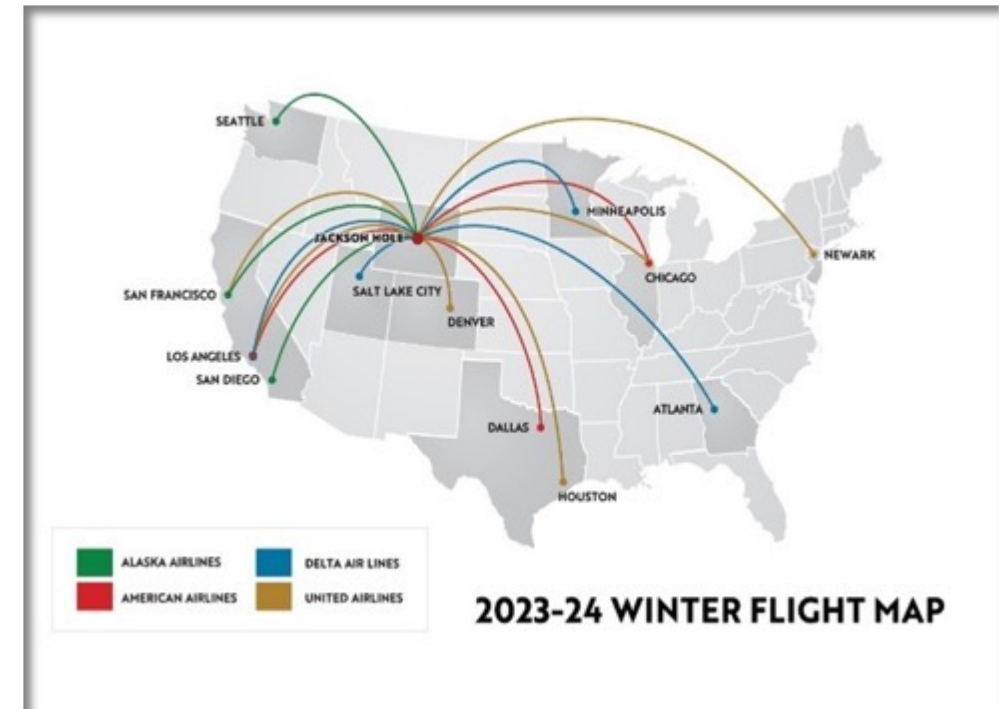 SEATTLE
MINNEAPOLIS
JACKSON HOLE
NEWARK
CHICAGO
SAN FRANCISCO
SALT LAKE CITY
DENVER
LOS ANGELES
SAN DIEGO
ATLANTA
DALLAS
HOUSTON
ALASKA AIRLINES
DELTA AIR LINES
AMERICAN AIRLINES
UNITED AIRLINES
2023-24 WINTER FLIGHT MAP